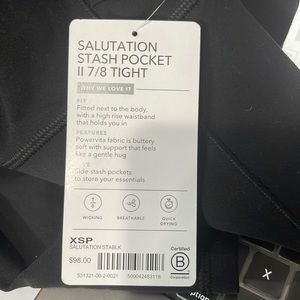 SALUTATION
STASH POCKET
II 7/8 TIGHT
WHY WE LOVE IT
FIT
Fitted next to the body,
with a high rise waistband
that holds you in
FEATURES
Powervita fabric is buttery
soft with support that feels
like a gentle hug
Side stash pockets
to store your essentials
WICKING
BREATHABLE
QUICK
DRYING
XSP
SALUTATION STABLK
$98.00
531321-00-2-0021
500042463118
Certified
B
Corporation
X
option